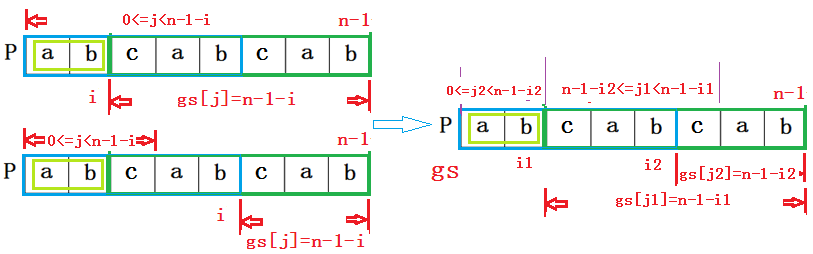 0<=j<n-1-i n-1
P a b c a b c a b
i gs[j]=n-1-i
0<=j<n-1-i n-1
P a b c a b c a b
i
gs[j]=n-1-i
0<=j2<n-1-i2 n-1-i2<=j1<n-1-i1
n-1
P a b c a b c a b
gs i1 i2 gs[j2]=n-1-i2
gs[j1]=n-1-i1